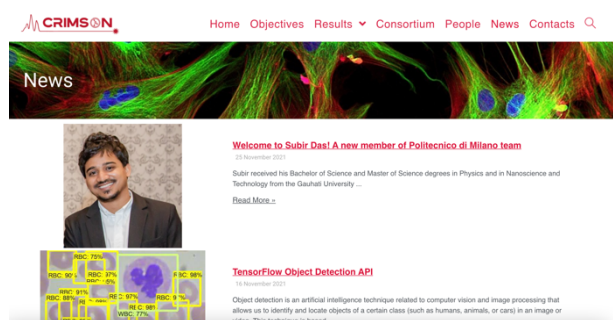 CRIMSON
Home Objectives Results Consortium People News Contacts
News
Welcome to Subir Das! A new member of Politecnico di Milano team
25 November 2021
Subir received his Bachelor of Science and Master of Science degrees in Physics and in Nanoscience and
Technology from the Gauhati University ...
Read More »
RBC: 75%
RBC: 97%
RBC: 98%
RBC: 91%
RBC: 88%
RBC: 97%
RBC: 98%
WBC: 77%
TensorFlow Object Detection API
16 November 2021
Object detection is an artificial intelligence technique related to computer vision and image processing that
allows us to identify and locate objects of a certain class (such as humans, animals, or cars) in an image or